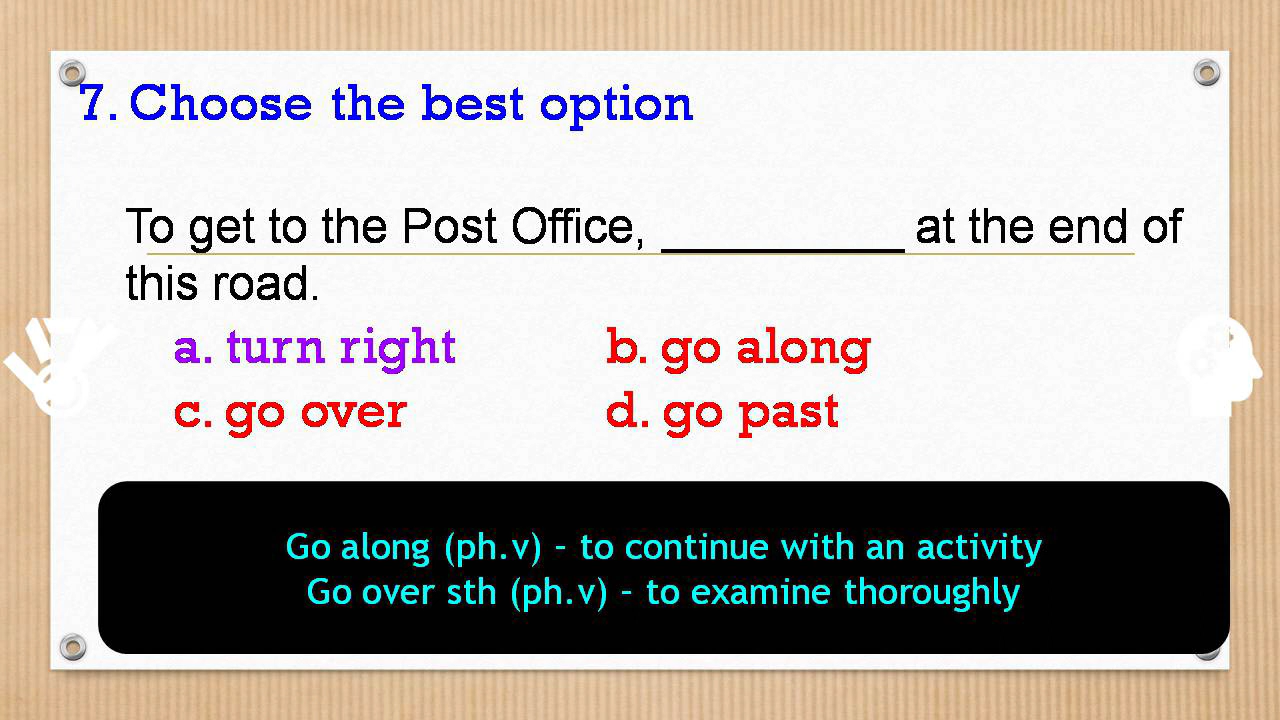 7. Choose the best option
To get to the Post Office, __________ at the end of
this road.
a. turn right b. go along
c. go over d. go past
Go along (ph.v) – to continue with an activity
Go over sth (ph.v) – to examine thoroughly